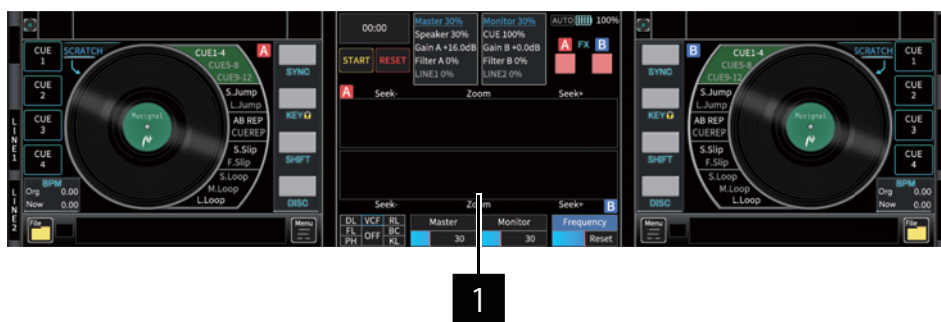 CUE 1
CUE 2
CUE 3
CUE 4
LINE1
LINE2
SCRATCH
A
CUE1-4
CUE5-8
CUE9-12
S.Jump
L.Jump
AB REP
CUEREP
S.Slip
F.Slip
S.Loop
M.Loop
L.Loop
Musignal
SYNC
KEY
SHIFT
DISC
BPM
Org 0.00
Now 0.00
File
Menu
00:00
START RESET
Master 30%
Speaker 30%
Gain A +16.0dB
Filter A 0%
LINE1 0%
Monitor 30%
CUE 100%
Gain B +0.0dB
Filter B 0%
LINE2 0%
AUTO 100%
A FX B
A Seek- Zoom Seek+
Seek- Zoom Seek+ B
DL VCF RL
FL OFF BC
PH KL
Master
30
Monitor
30
Frequency
Reset
B
SCRATCH
CUE1-4
CUE5-8
CUE9-12
S.Jump
L.Jump
AB REP
CUEREP
S.Slip
F.Slip
S.Loop
M.Loop
L.Loop
Musignal
SYNC
KEY
SHIFT
DISC
CUE 1
CUE 2
CUE 3
CUE 4
BPM
Org 0.00
Now 0.00
Menu
File
1